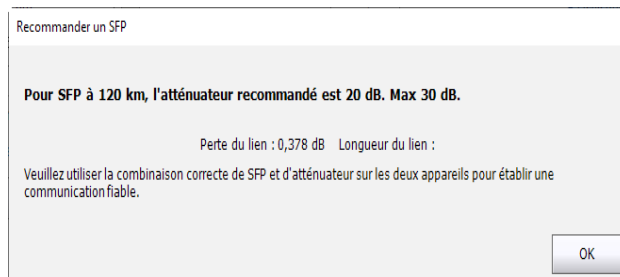 Recommander un SFP
Pour SFP à 120 km, l'atténuateur recommandé est 20 dB. Max 30 dB.
Perte du lien : 0,378 dB Longueur du lien :
Veuillez utiliser la combinaison correcte de SFP et d'atténuateur sur les deux appareils pour établir une
communication fiable.
OK